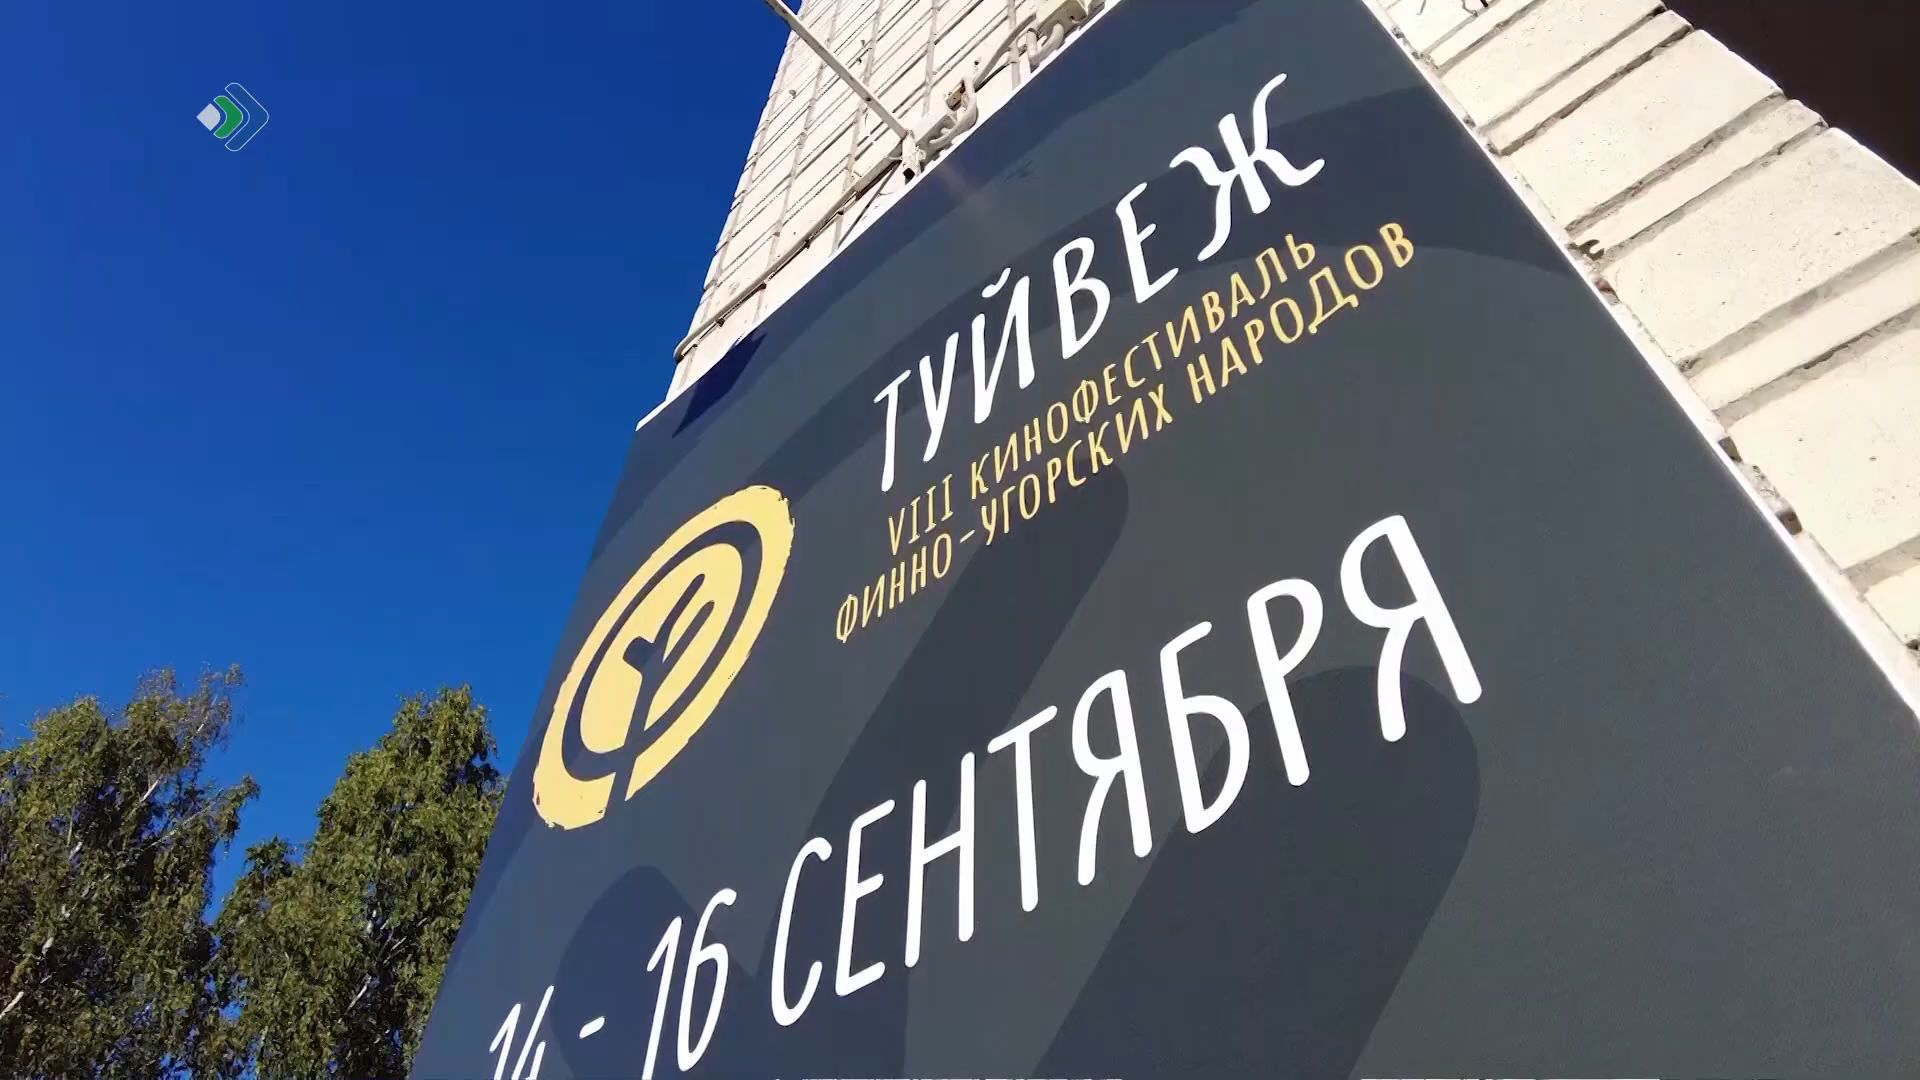 ТУЙВЕЖ
VIII КИНОФЕСТИВАЛЬ
ФИННО-УГОРСКИХ НАРОДОВ
14 - 16 СЕНТЯБРЯ